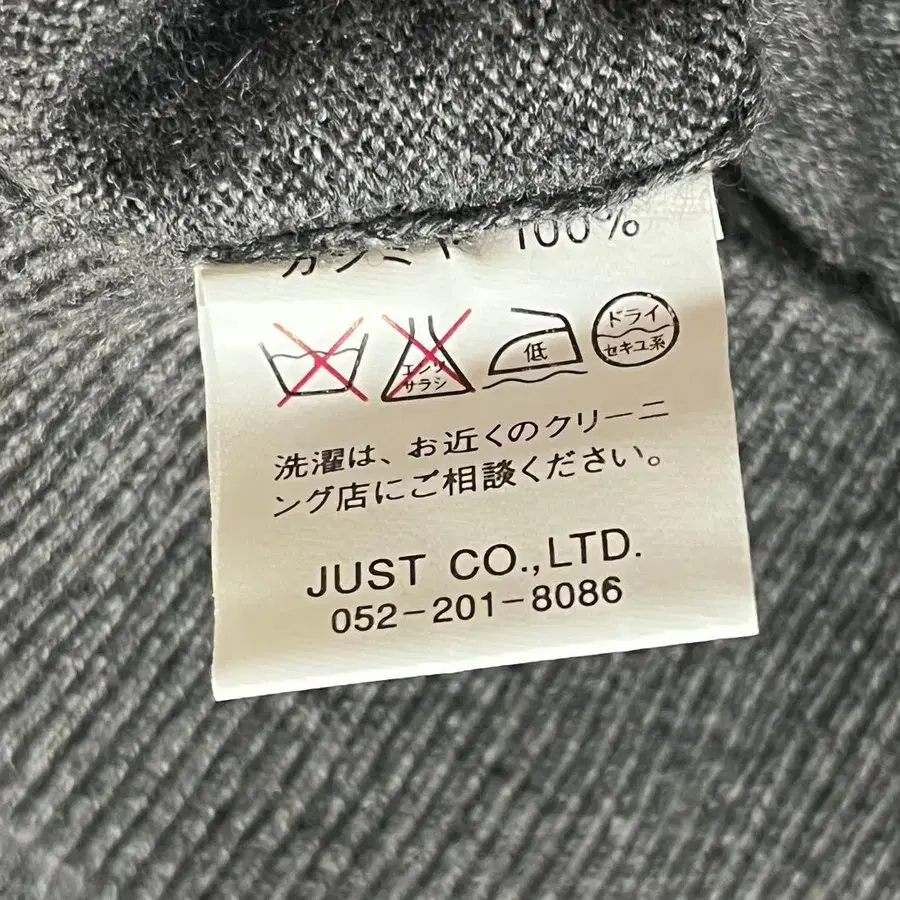 カシミヤ 100%
エンソ
サラシ
低
ドライ
セキユ系
洗濯は、お近くのクリーニ
ング店にご相談ください。
JUST CO.,LTD.
052-201-8086